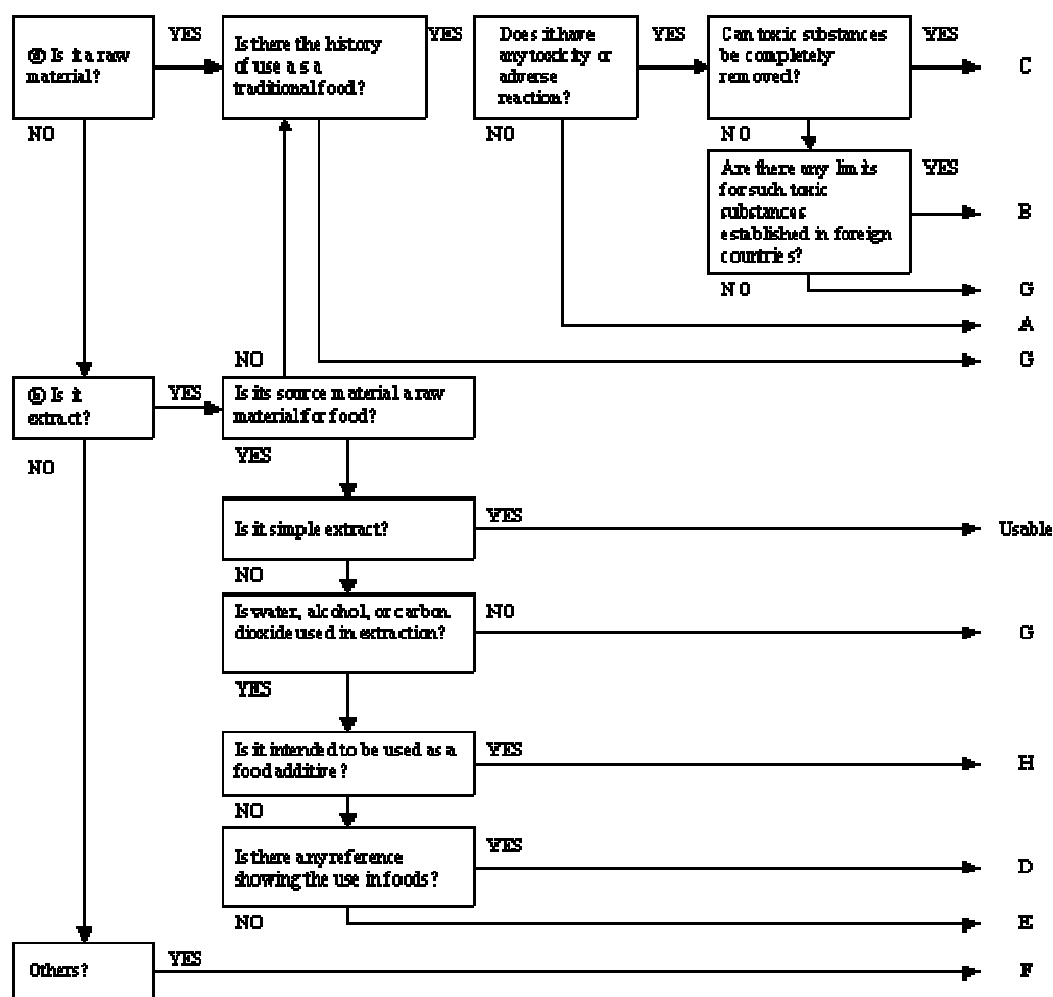 ⓐ Is it a raw
material?
YES
NO
Is there the history
of use as a
traditional food?
YES
Does it have
any toxicity or
adverse
reaction?
YES
NO
Can toxic substances
be completely
removed?
YES
C
NO
Are there any limits
for such toxic
substances
established in foreign
countries?
YES
B
NO
G
A
G
NO
ⓑ Is it
extract?
YES
NO
Is its source material a raw
material for food?
YES
Is it simple extract?
YES
Usable
NO
Is water, alcohol, or carbon
dioxide used in extraction?
NO
G
YES
Is it intended to be used as a
food additive?
YES
H
NO
Is there any reference
showing the use in foods?
YES
D
NO
E
Others?
YES
F